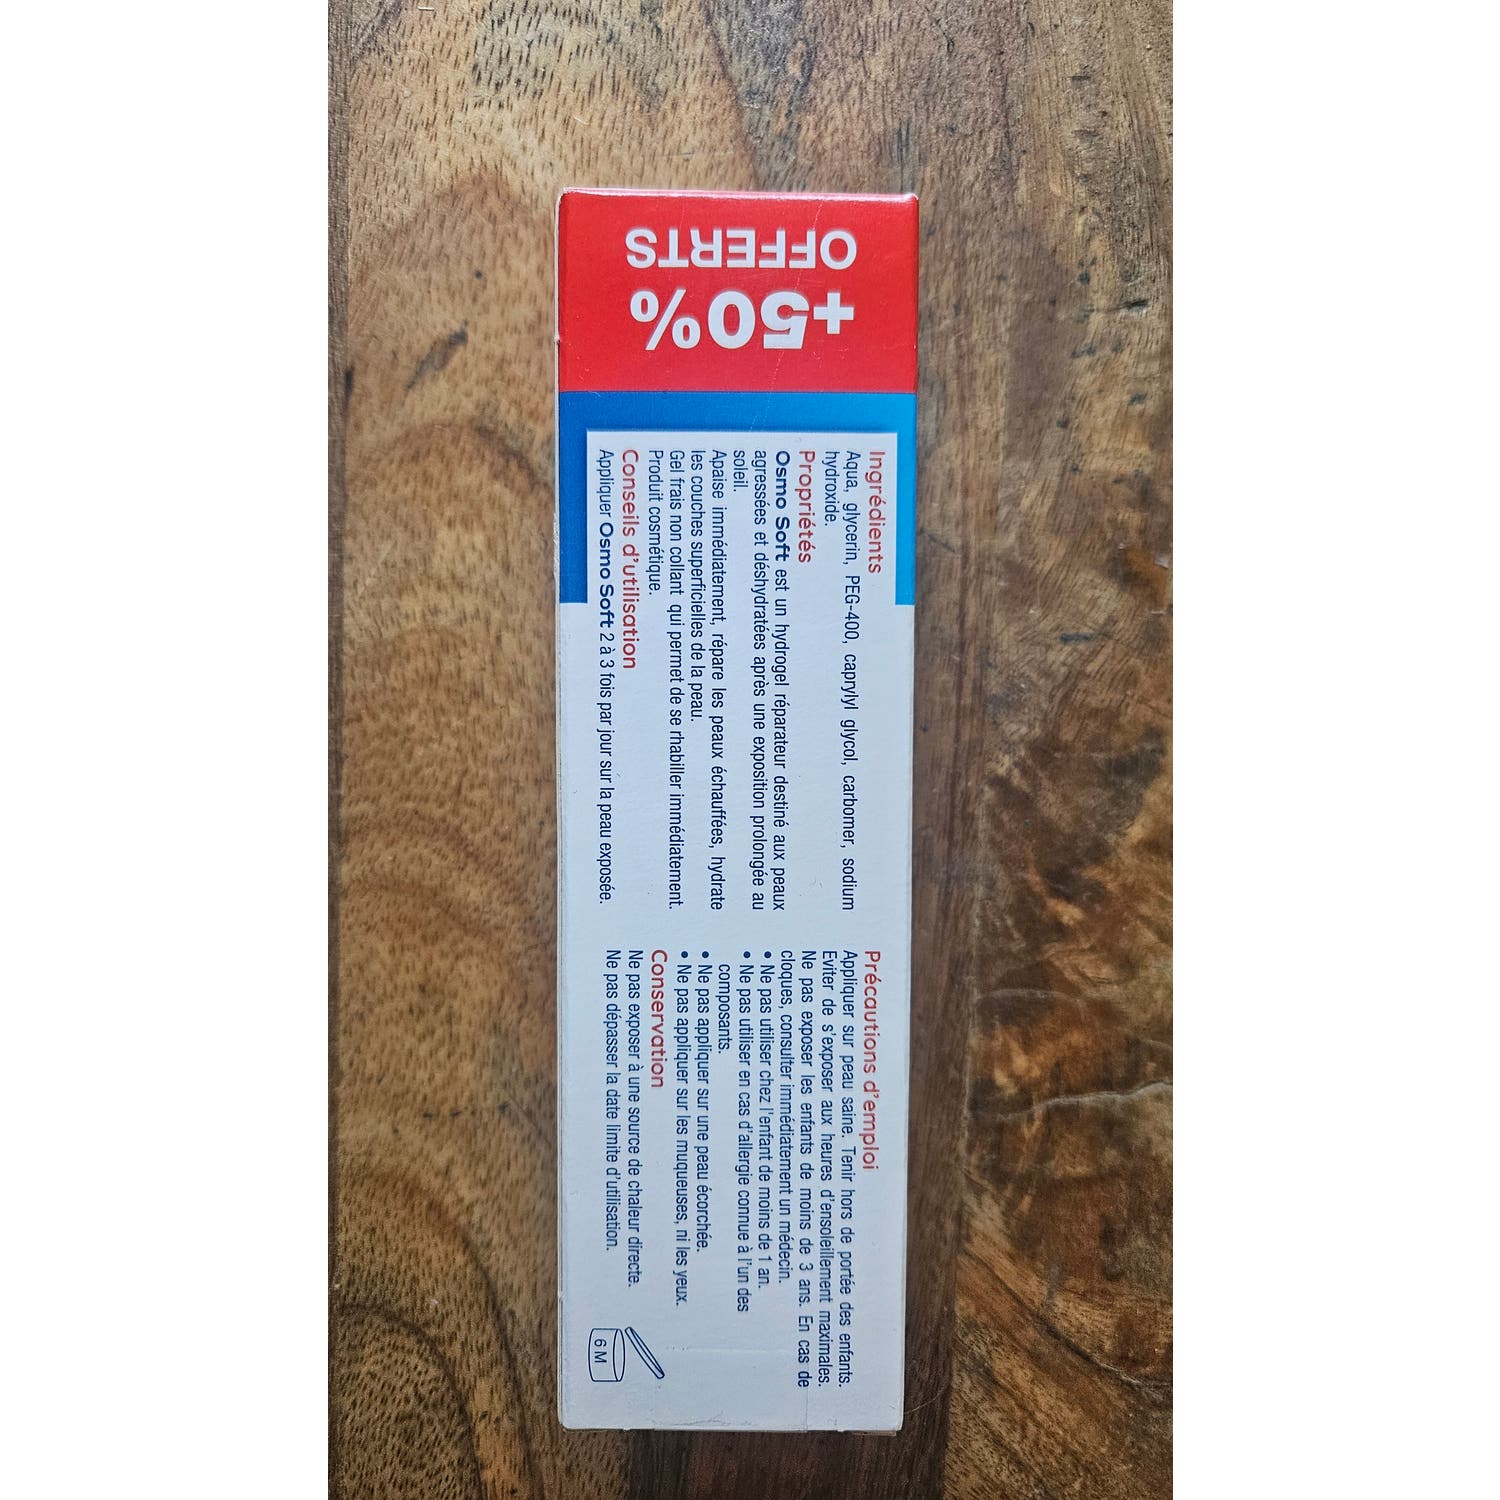 +50%
OFFERTS
Ingrédients
Aqua, glycerin, PEG-400, caprylyl glycol, carbomer, sodium
hydroxide.
Propriétés
Osmo Soft est un hydrogel réparateur destiné aux peaux
agressées et déshydratées après une exposition prolongée au
soleil.
Apaise immédiatement, répare les peaux échauffées, hydrate
les couches superficielles de la peau.
Gel frais non collant qui permet de se rhabiller immédiatement.
Produit cosmétique.
Conseils d'utilisation
Appliquer Osmo Soft 2 à 3 fois par jour sur la peau exposée.
Précautions d'emploi
Appliquer sur peau saine. Tenir hors de portée des enfants.
Eviter de s'exposer aux heures d'ensoleillement maximales.
Ne pas exposer les enfants de moins de 3 ans. En cas de
cloques, consulter immédiatement un médecin.
• Ne pas utiliser chez l'enfant de moins de 1 an.
• Ne pas utiliser en cas d'allergie connue à l'un des
composants.
• Ne pas appliquer sur une peau écorchée.
• Ne pas appliquer sur les muqueuses, ni les yeux.
Conservation
Ne pas exposer à une source de chaleur directe.
Ne pas dépasser la date limite d'utilisation.
6 M